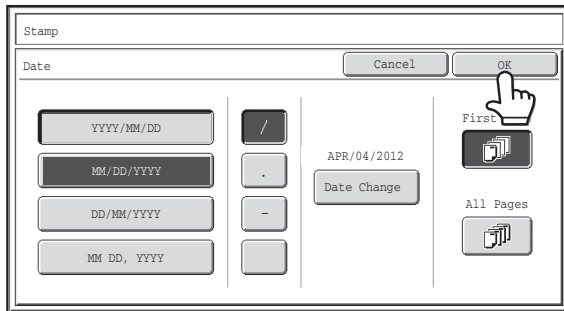 Stamp
Date
Cancel
OK
YYYY/MM/DD
MM/DD/YYYY
DD/MM/YYYY
MM DD, YYYY
/
.
-
APR/04/2012
Date Change
First
All Pages